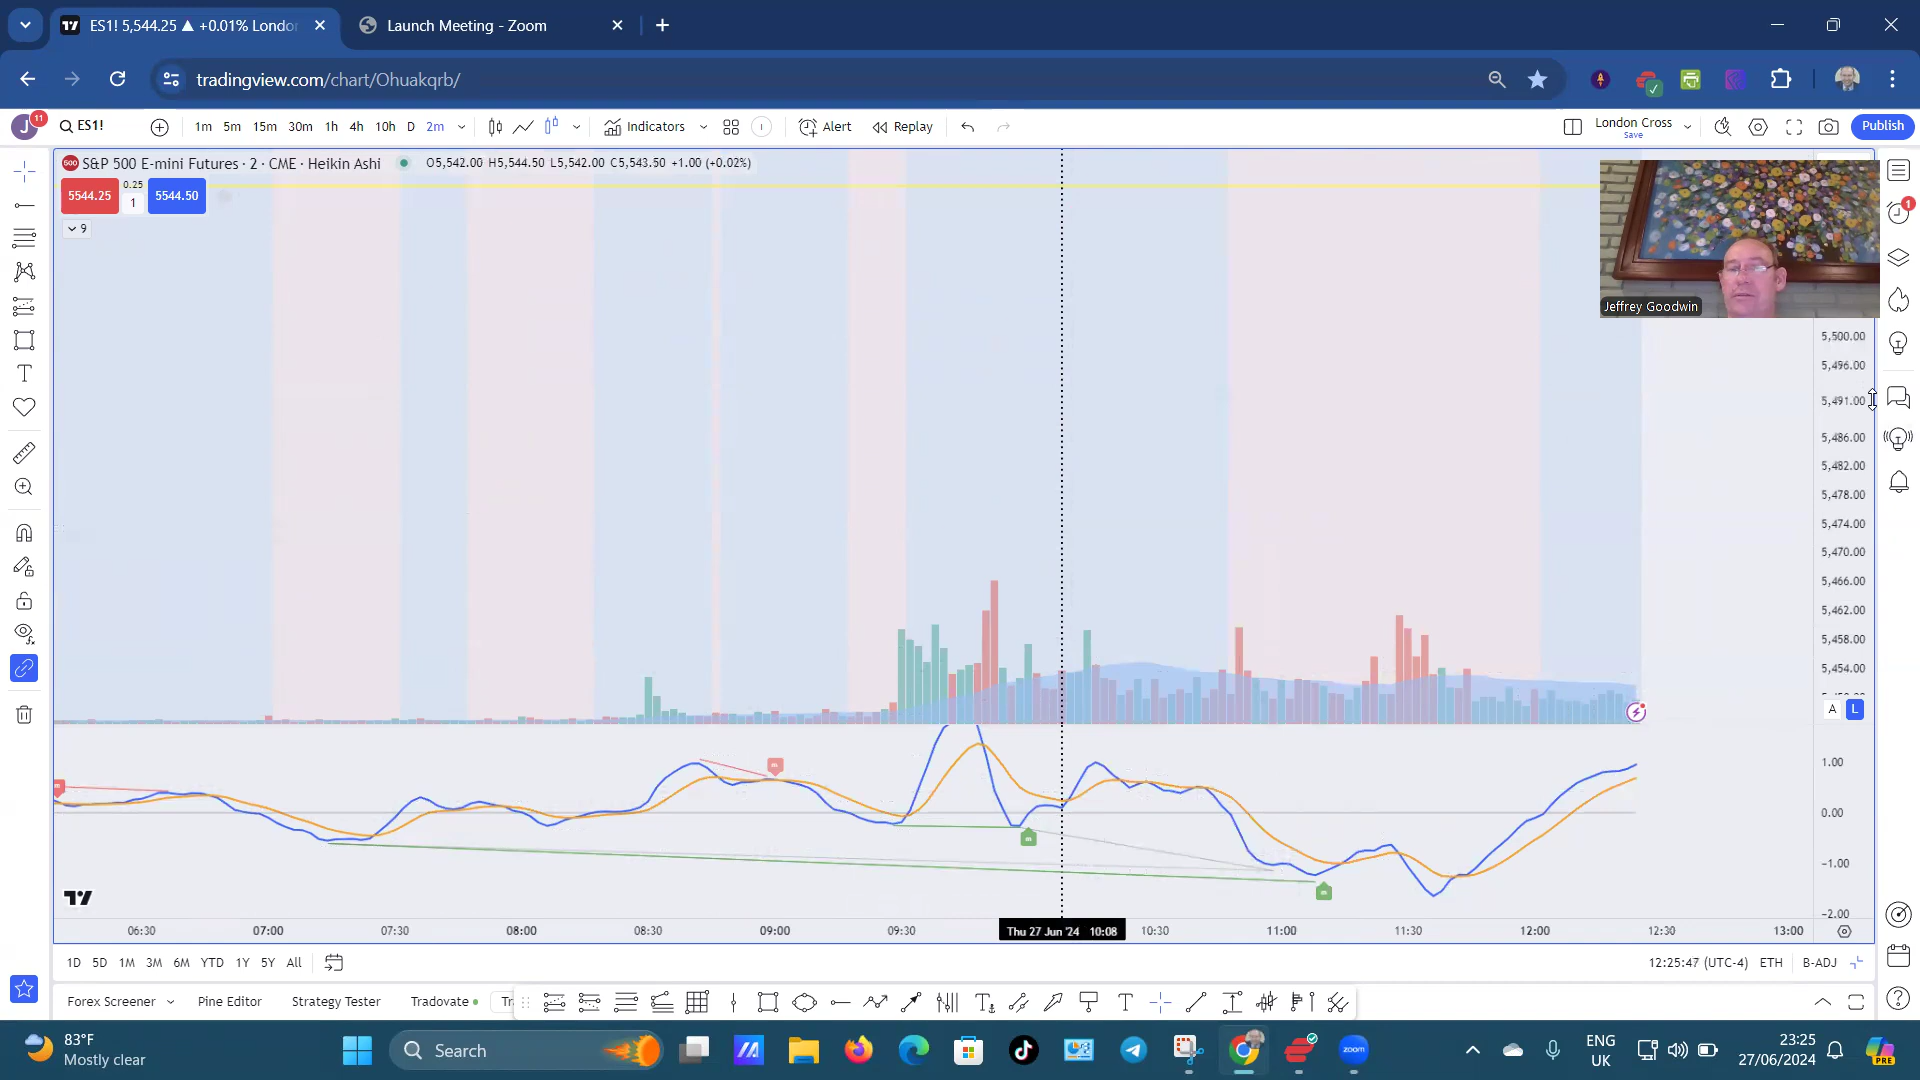 ES1! 5,544.25 ▲ +0.01% Londo
Launch Meeting - Zoom
tradingview.com/chart/Ohuakqrb/
J 11
ES1!
1m 5m 15m 30m 1h 4h 10h D 2m
Indicators
Alert
Replay
London Cross
Save
Publish
500 S&P 500 E-mini Futures · 2 · CME · Heikin Ashi
O5,542.00 H5,544.50 L5,542.00 C5,543.50 +1.00 (+0.02%)
5544.25
0.25
1
5544.50
9
Jeffrey Goodwin
1
5,500.00
5,496.00
5,491.00
5,486.00
5,482.00
5,478.00
5,474.00
5,470.00
5,466.00
5,462.00
5,458.00
5,454.00
A L
1.00
0.00
−1.00
−2.00
06:30 07:00 07:30 08:00 08:30 09:00 09:30 Thu 27 Jun '24 10:08 10:30 11:00 11:30 12:00 12:30 13:00
1D 5D 1M 3M 6M YTD 1Y 5Y All
12:25:47 (UTC-4) ETH B-ADJ
Forex Screener Pine Editor Strategy Tester Tradovate Tr
83°F
Mostly clear
Search
zoom
ENG
UK
23:25
27/06/2024
PRE